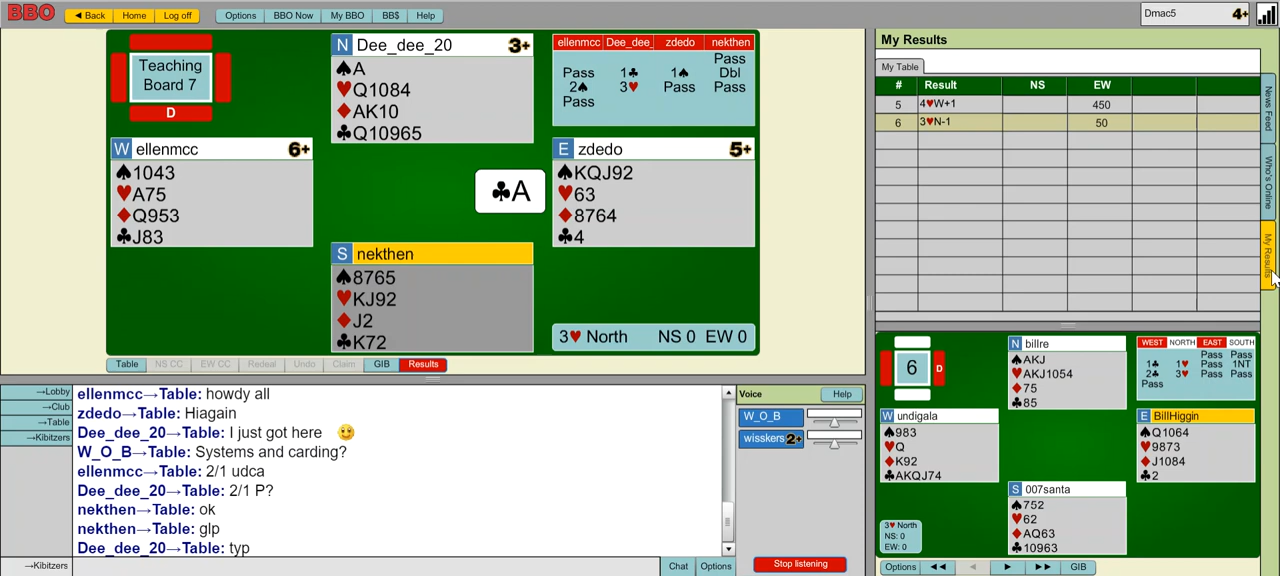 BBO
◄ Back Home Log off Options BBO Now My BBO BB$ Help
Dmac5 4+
Teaching
Board 7
D
N Dee_dee_20 3+
♠A
♥Q1084
♦AK10
♣Q10965
ellenmcc Dee_dee_ zdedo nekthen
Pass
Pass 1♣ 1♠ Dbl
2♠ 3♥ Pass Pass
Pass
W ellenmcc 6+
♠1043
♥A75
♦Q953
♣J83
♣A
E zdedo 5+
♠KQJ92
♥63
♦8764
♣4
S nekthen
♠8765
♥KJ92
♦J2
♣K72
3♥ North NS 0 EW 0
Table NS CC EW CC Redeal Undo Claim GIB Results
→Lobby
→Club
→Table
→Kibitzers
ellenmcc→Table: howdy all
zdedo→Table: Hiagain
Dee_dee_20→Table: I just got here
W_O_B→Table: Systems and carding?
ellenmcc→Table: 2/1 udca
Dee_dee_20→Table: 2/1 P?
nekthen→Table: ok
nekthen→Table: glp
Dee_dee_20→Table: typ
→Kibitzers Chat Options
Voice Help
W_O_B
wisskers 2+
Stop listening
My Results
My Table
# Result NS EW
5 4♥W+1 450
6 3♥N-1 50
News Feed
Who's Online
My Results
6
D
N billre
♠AKJ
♥AKJ1054
♦75
♣85
WEST NORTH EAST SOUTH
Pass Pass
1♣ 1♥ Pass 1NT
2♣ 3♥ Pass Pass
Pass
W undigala
♠983
♥Q
♦K92
♣AKQJ74
E BillHiggin
♠Q1064
♥9873
♦J1084
♣2
S 007santa
♠752
♥62
♦AQ63
♣10963
3♥ North
NS: 0
EW: 0
Options ◄◄ ◄ ► ►► GIB